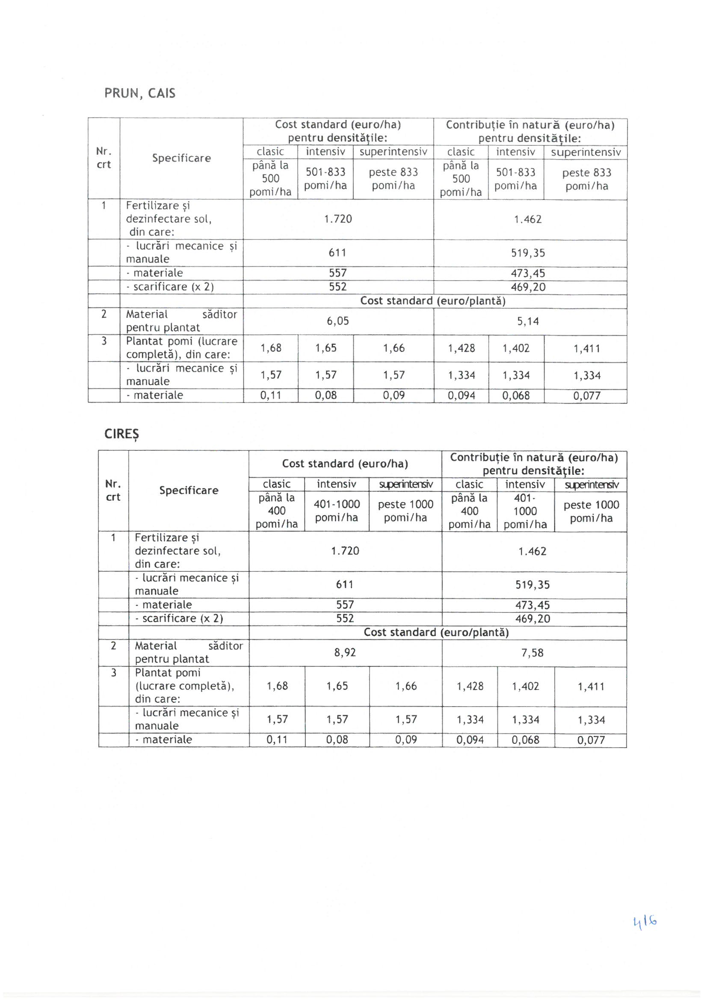 PRUN, CAIS
Nr. crt
Specificare
Cost standard (euro/ha)
pentru densitățile:
Contribuție în natură (euro/ha)
pentru densitățile:
clasic intensiv superintensiv clasic intensiv superintensiv
până la 500 pomi/ha 501-833 pomi/ha peste 833 pomi/ha până la 500 pomi/ha 501-833 pomi/ha peste 833 pomi/ha
1 Fertilizare și
dezinfectare sol, 1.720 1.462
din care:
- lucrări mecanice și
manuale 611 519,35
- materiale 557 473,45
- scarificare (x 2) 552 469,20
Cost standard (euro/plantă)
2 Material săditor
pentru plantat 6,05 5,14
3 Plantat pomi (lucrare
completă), din care: 1,68 1,65 1,66 1,428 1,402 1,411
- lucrări mecanice și
manuale 1,57 1,57 1,57 1,334 1,334 1,334
- materiale 0,11 0,08 0,09 0,094 0,068 0,077
CIREȘ
Nr. crt
Specificare
Cost standard (euro/ha)
Contribuție în natură (euro/ha)
pentru densitățile:
clasic intensiv superintensiv clasic intensiv superintensiv
până la 400 pomi/ha 401-1000 pomi/ha peste 1000 pomi/ha până la 400 pomi/ha 401-1000 pomi/ha peste 1000 pomi/ha
1 Fertilizare și
dezinfectare sol, 1.720 1.462
din care:
- lucrări mecanice și
manuale 611 519,35
- materiale 557 473,45
- scarificare (x 2) 552 469,20
Cost standard (euro/plantă)
2 Material săditor
pentru plantat 8,92 7,58
3 Plantat pomi
(lucrare completă), 1,68 1,65 1,66 1,428 1,402 1,411
din care:
- lucrări mecanice și
manuale 1,57 1,57 1,57 1,334 1,334 1,334
- materiale 0,11 0,08 0,09 0,094 0,068 0,077
4/6